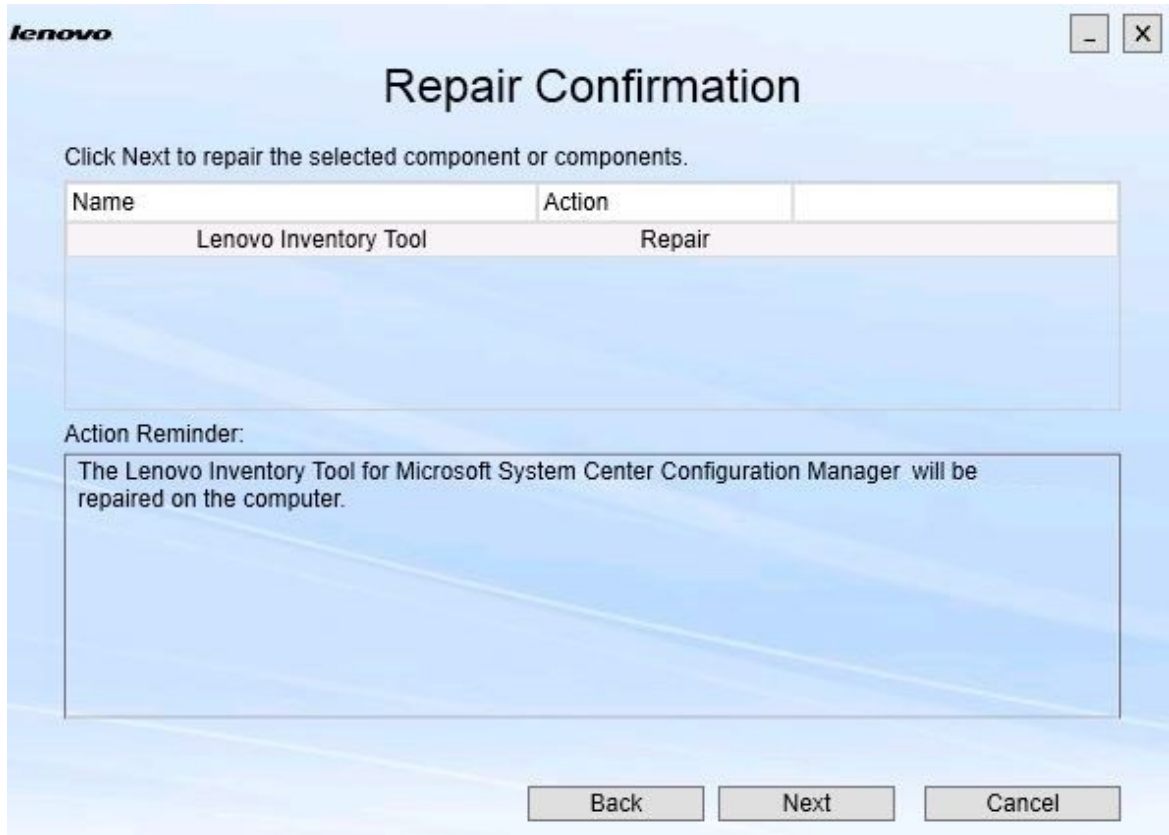 lenovo
Repair Confirmation
Click Next to repair the selected component or components.
Name Action
Lenovo Inventory Tool Repair
Action Reminder:
The Lenovo Inventory Tool for Microsoft System Center Configuration Manager will be
repaired on the computer.
Back Next Cancel